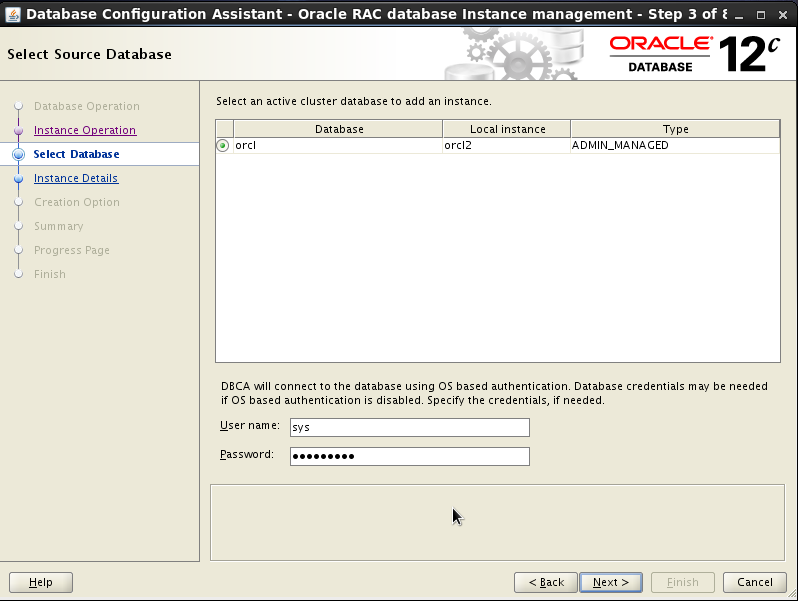 Database Configuration Assistant - Oracle RAC database Instance management - Step 3 of 8
Select Source Database
ORACLE
DATABASE
12c
Database Operation
Instance Operation
Select Database
Instance Details
Creation Option
Summary
Progress Page
Finish
Select an active cluster database to add an instance.
Database Local instance Type
orcl orcl2 ADMIN_MANAGED
DBCA will connect to the database using OS based authentication. Database credentials may be needed
if OS based authentication is disabled. Specify the credentials, if needed.
User name: sys
Password: •••••••••
Help < Back Next > Finish Cancel